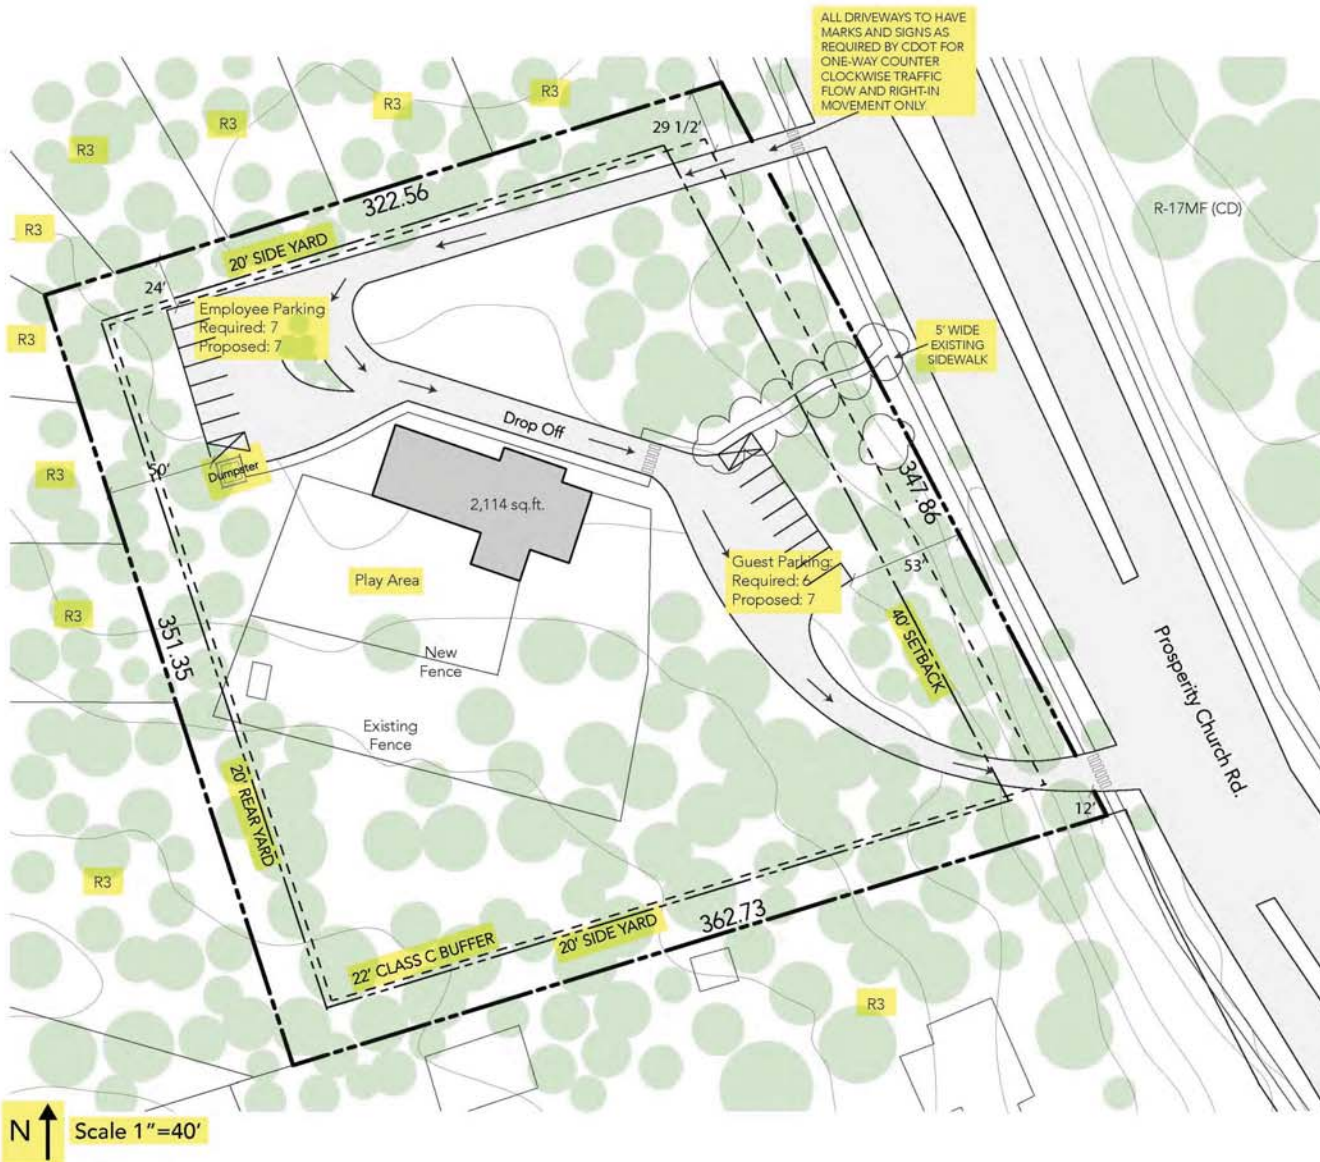 ALL DRIVEWAYS TO HAVE
MARKS AND SIGNS AS
REQUIRED BY CDOT FOR
ONE-WAY COUNTER
CLOCKWISE TRAFFIC
FLOW AND RIGHT-IN
MOVEMENT ONLY.
R3
R3
R3
R3
29 1/2'
322.56
R-17MF (CD)
R3
20' SIDE YARD
24'
Employee Parking
Required: 7
Proposed: 7
R3
5' WIDE
EXISTING
SIDEWALK
Drop Off
50'
Dumpster
R3
2,114 sq.ft.
347.86
Play Area
Guest Parking:
Required: 6
Proposed: 7
53'
R3
351.35
40' SETBACK
New
Fence
Prosperity Church Rd.
Existing
Fence
20' REAR YARD
12'
R3
362.73
20' SIDE YARD
22' CLASS C BUFFER
R3
N
Scale 1"=40'